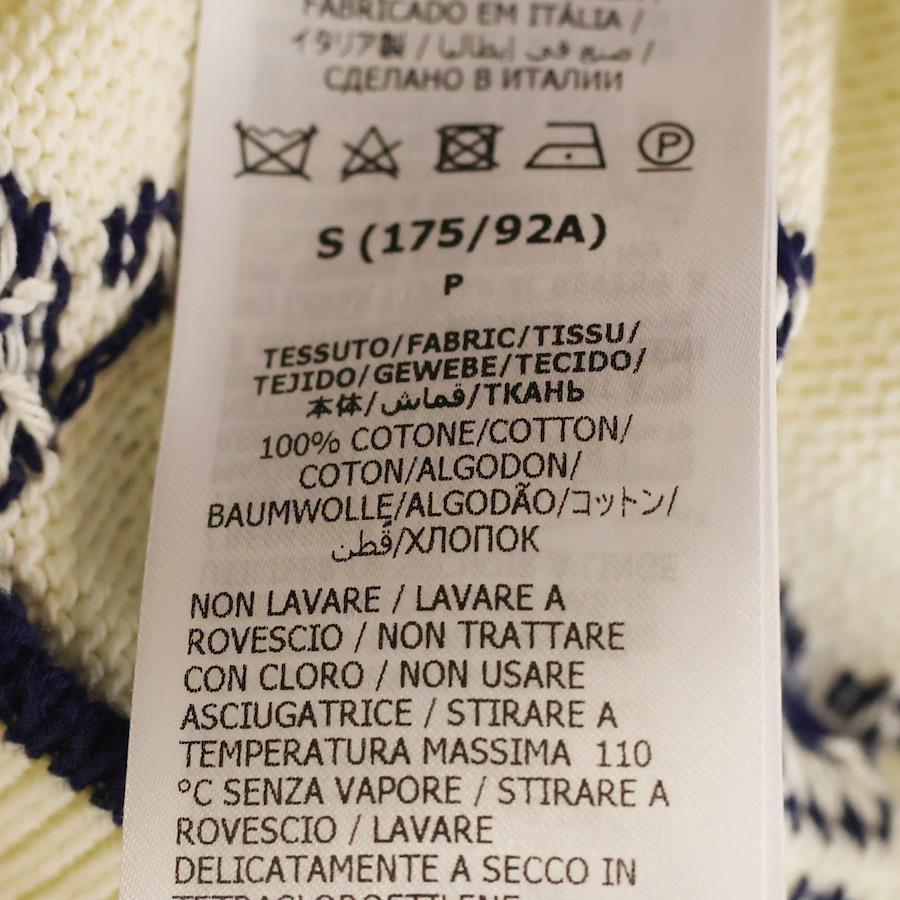 FABRICADO EM ITÁLIA /
イタリア製 / صنع في إيطاليا /
СДЕЛАНО В ИТАЛИИ
P
S (175/92A)
P
TESSUTO/FABRIC/TISSU/
TEJIDO/GEWEBE/TECIDO/
本体/قماش/ТКАНЬ
100% COTONE/COTTON/
COTON/ALGODON/
BAUMWOLLE/ALGODÃO/コットン/
قُطن/ХЛОПОК
NON LAVARE / LAVARE A
ROVESCIO / NON TRATTARE
CON CLORO / NON USARE
ASCIUGATRICE / STIRARE A
TEMPERATURA MASSIMA 110
°C SENZA VAPORE / STIRARE A
ROVESCIO / LAVARE
DELICATAMENTE A SECCO IN
TETRACLOROETILENE